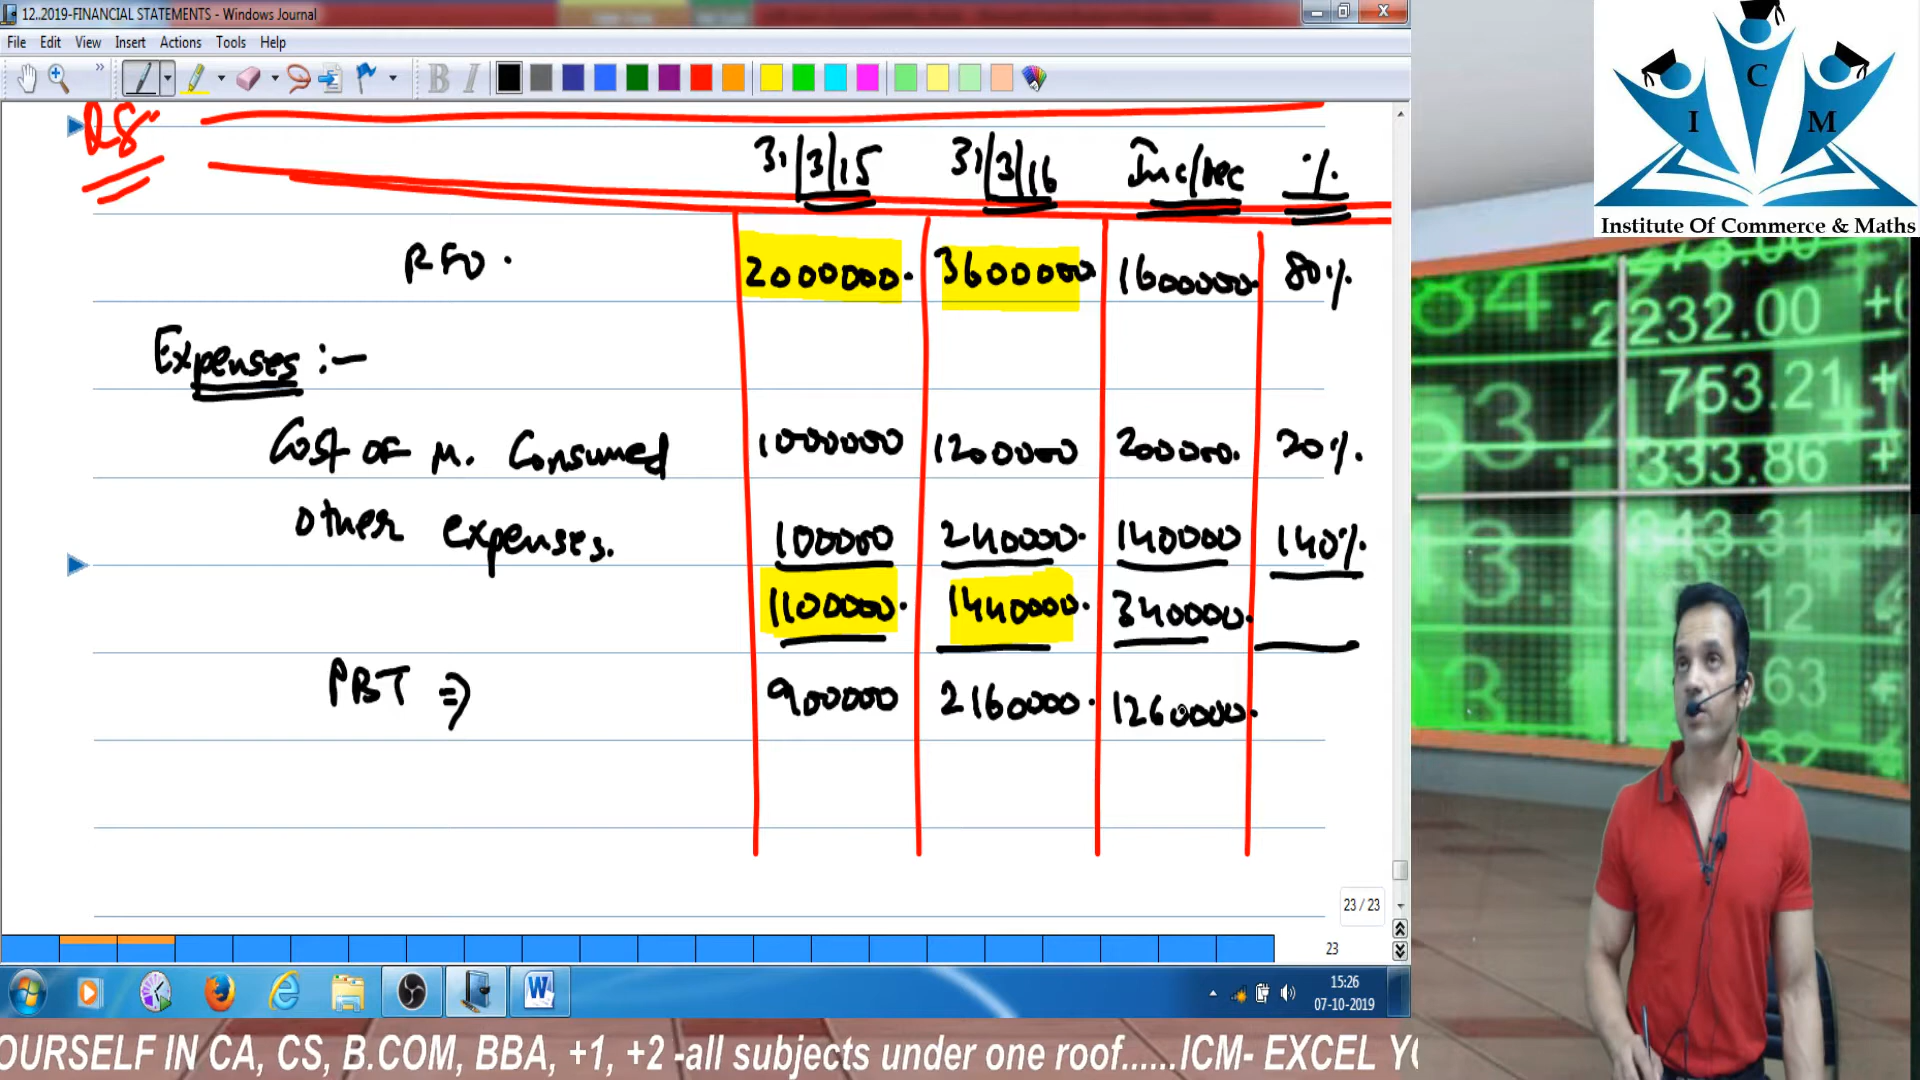 12..2019-FINANCIAL STATEMENTS - Windows Journal
File Edit View Insert Actions Tools Help
B I
31/3/15 31/3/16 Inc/dec %
RFO. 2000000 3600000 1600000 80%
Expenses :-
Cost of M. Consumed 1000000 1200000 200000 20%
other expenses. 100000 240000 140000 140%
1100000 1440000 340000
PBT ⇒ 900000 2160000 1260000
23 / 23
23
15:26
07-10-2019
I C M
Institute Of Commerce & Maths
2232.00
753.21
333.86
OURSELF IN CA, CS, B.COM, BBA, +1, +2 -all subjects under one roof......ICM- EXCEL YO